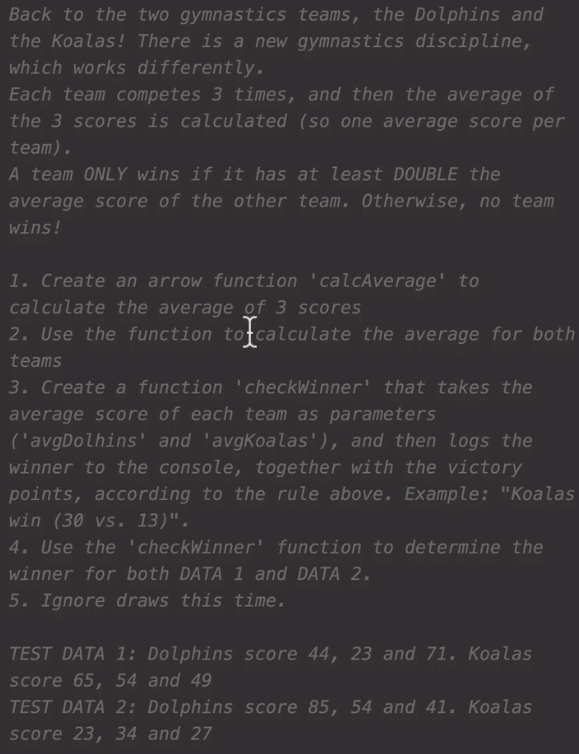 Back to the two gymnastics teams, the Dolphins and
the Koalas! There is a new gymnastics discipline,
which works differently.
Each team competes 3 times, and then the average of
the 3 scores is calculated (so one average score per
team).
A team ONLY wins if it has at least DOUBLE the
average score of the other team. Otherwise, no team
wins!
1. Create an arrow function 'calcAverage' to
calculate the average of 3 scores
2. Use the function to calculate the average for both
teams
3. Create a function 'checkWinner' that takes the
average score of each team as parameters
('avgDolhins' and 'avgKoalas'), and then logs the
winner to the console, together with the victory
points, according to the rule above. Example: "Koalas
win (30 vs. 13)".
4. Use the 'checkWinner' function to determine the
winner for both DATA 1 and DATA 2.
5. Ignore draws this time.
TEST DATA 1: Dolphins score 44, 23 and 71. Koalas
score 65, 54 and 49
TEST DATA 2: Dolphins score 85, 54 and 41. Koalas
score 23, 34 and 27